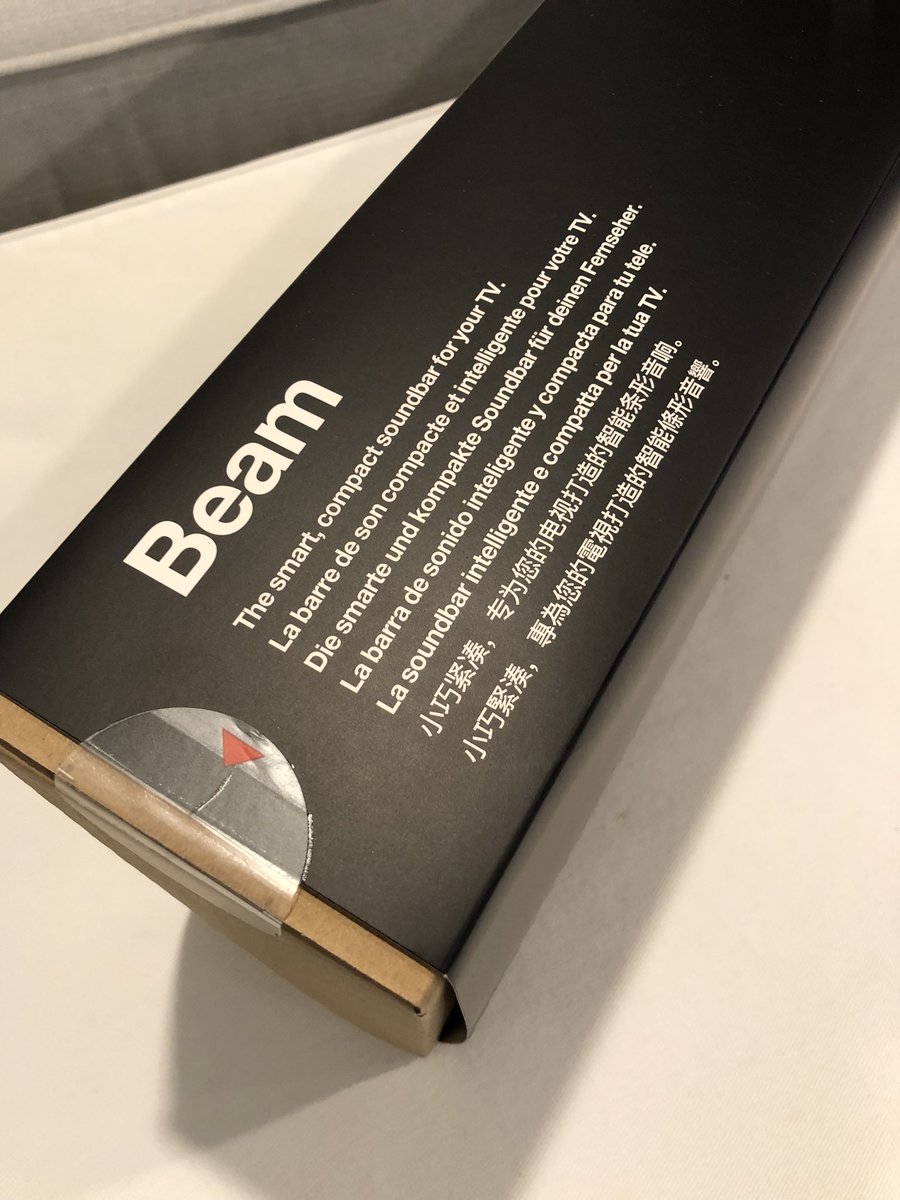 Beam
The smart, compact soundbar for your TV.
La barre de son compacte et intelligente pour votre TV.
Die smarte und kompakte Soundbar für deinen Fernseher.
La barra de sonido inteligente y compacta para tu tele.
La soundbar intelligente e compatta per la tua TV.
小巧紧凑，专为您的电视打造的智能条形音响。
小巧緊湊，專為您的電視打造的智能條形音響。